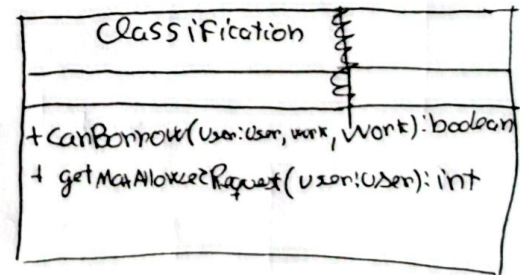 Classification
+ canBorrow(user:User, work, Work):boolean
+ getMaxAllowedRequest(user:User): int